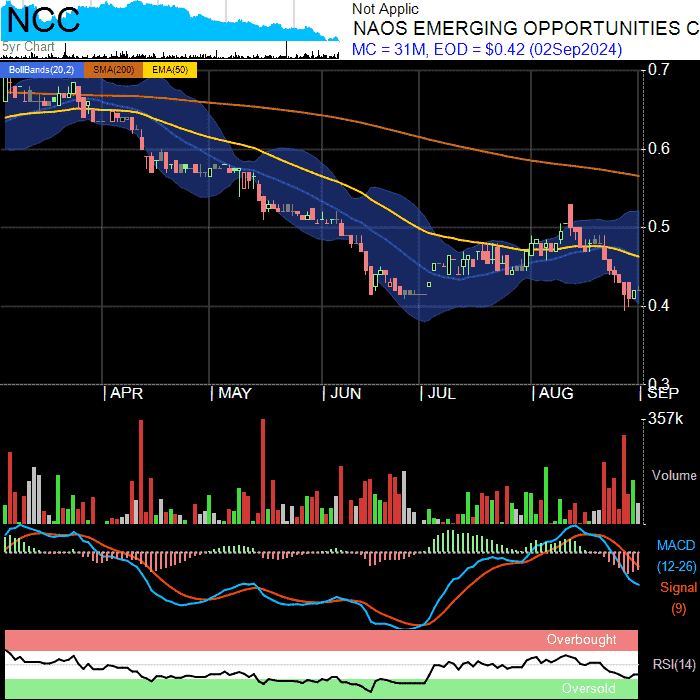 NCC
5yr Chart
Not Applic
NAOS EMERGING OPPORTUNITIES C
MC = 31M, EOD = $0.42 (02Sep2024)
BollBands(20,2) SMA(200) EMA(50)
0.7
0.6
0.5
0.4
0.3
APR MAY JUN JUL AUG SEP
357k
Volume
MACD
(12-26)
Signal
(9)
Overbought
RSI(14)
Oversold